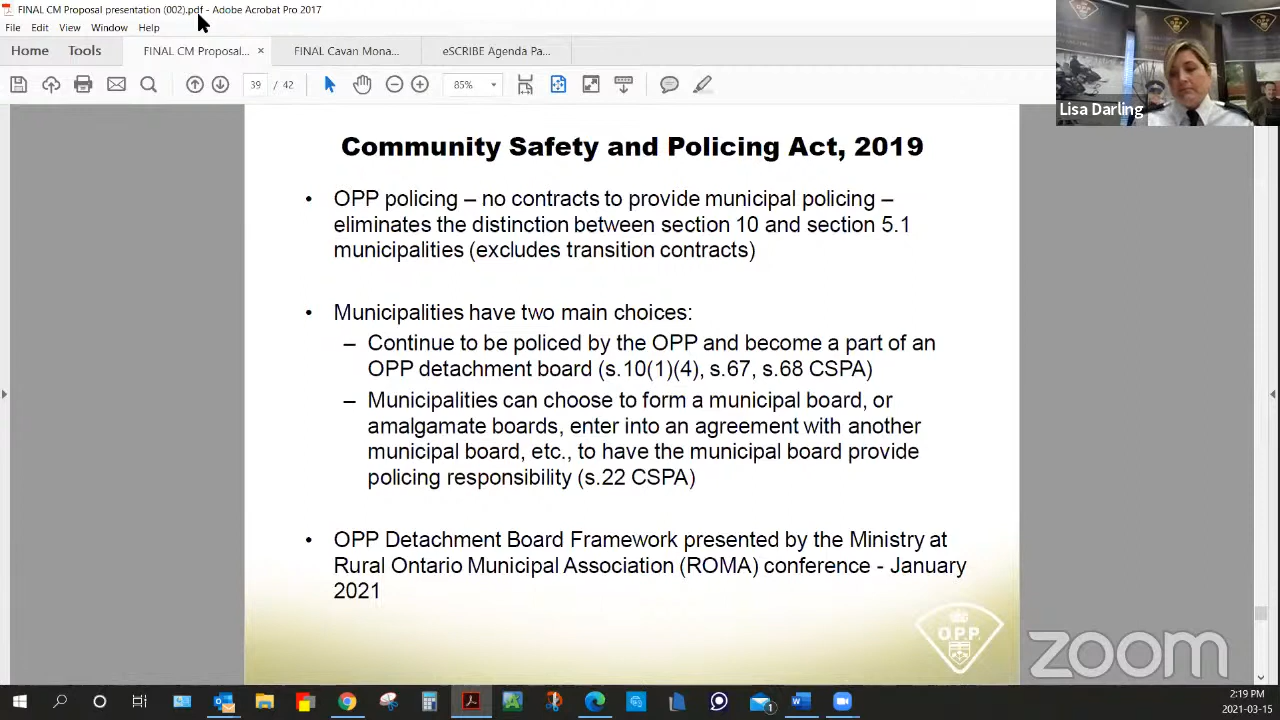 FINAL CM Proposal presentation (002).pdf - Adobe Acrobat Pro 2017
File Edit View Window Help
Home Tools FINAL CM Proposal... × FINAL Cavan Mona... eSCRIBE Agenda Pa...
39 / 42 85%
Lisa Darling
Community Safety and Policing Act, 2019
• OPP policing – no contracts to provide municipal policing –
eliminates the distinction between section 10 and section 5.1
municipalities (excludes transition contracts)
• Municipalities have two main choices:
– Continue to be policed by the OPP and become a part of an
OPP detachment board (s.10(1)(4), s.67, s.68 CSPA)
– Municipalities can choose to form a municipal board, or
amalgamate boards, enter into an agreement with another
municipal board, etc., to have the municipal board provide
policing responsibility (s.22 CSPA)
• OPP Detachment Board Framework presented by the Ministry at
Rural Ontario Municipal Association (ROMA) conference - January
2021
O.P.P.
zoom
2:19 PM
2021-03-15